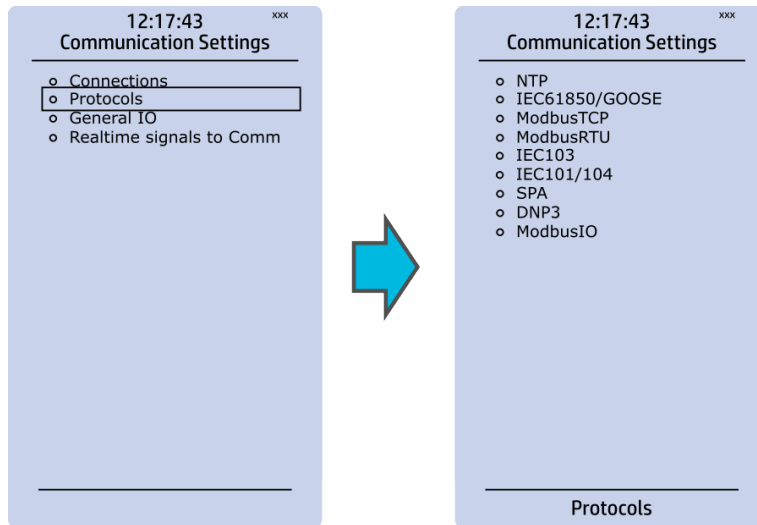 12:17:43 xxx
Communication Settings
Connections
Protocols
General IO
Realtime signals to Comm
12:17:43 xxx
Communication Settings
NTP
IEC61850/GOOSE
ModbusTCP
ModbusRTU
IEC103
IEC101/104
SPA
DNP3
ModbusIO
Protocols